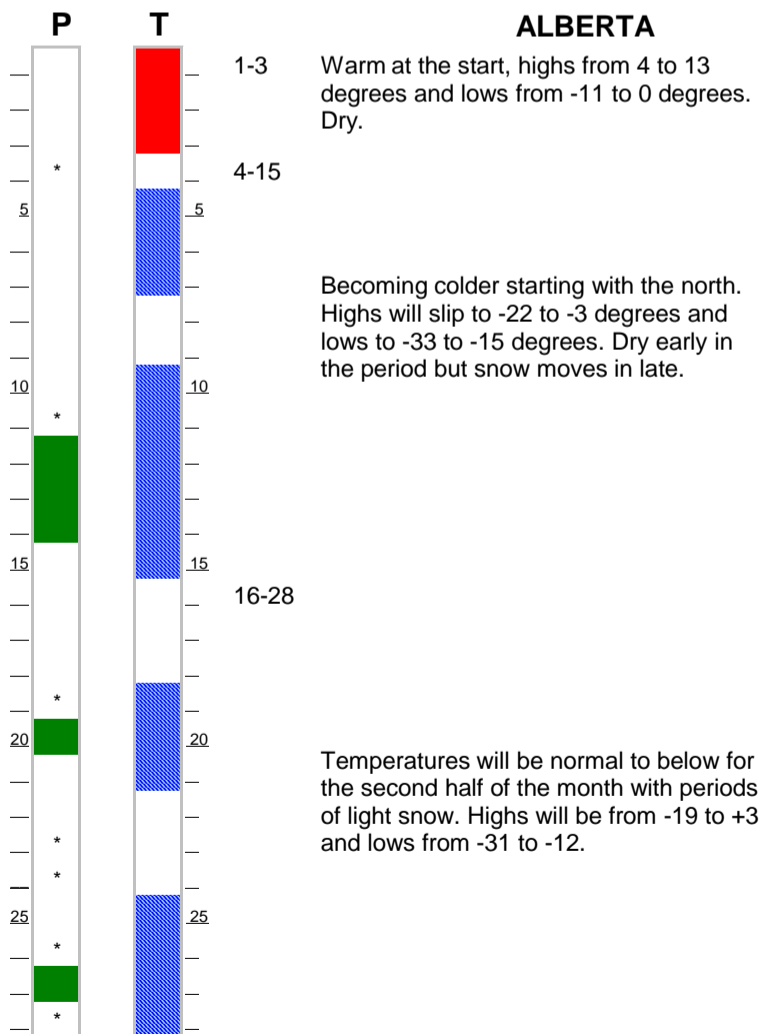 P T ALBERTA
1-3 Warm at the start, highs from 4 to 13
degrees and lows from -11 to 0 degrees.
Dry.
* 4-15
5 5
Becoming colder starting with the north.
Highs will slip to -22 to -3 degrees and
lows to -33 to -15 degrees. Dry early in
the period but snow moves in late.
10 10
*
15 15
16-28
*
20 20
Temperatures will be normal to below for
the second half of the month with periods
of light snow. Highs will be from -19 to +3
and lows from -31 to -12.
*
*
25 25
*
*